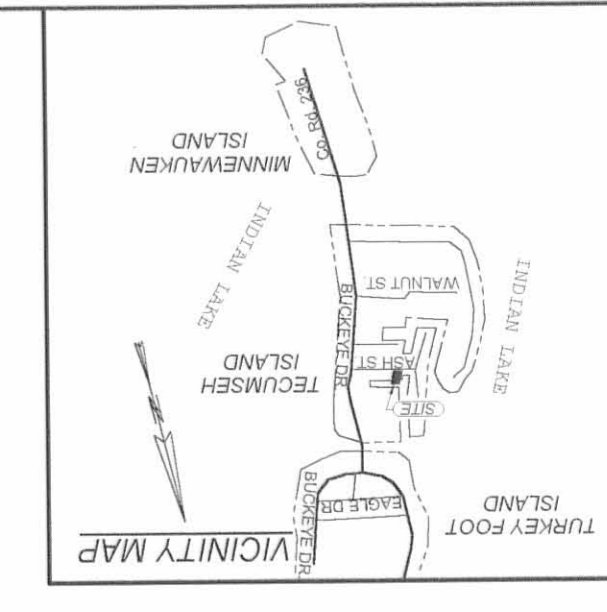 VICINITY MAP
TURKEY FOOT
ISLAND
EAGLE DR
BUCKEYE DR
SITE
TECUMSEH
ISLAND
ASH ST.
BUCKEYE DR
INDIAN LAKE
WALNUT ST.
INDIAN LAKE
MINNEWAUKEN
ISLAND
Co. Rd. 236